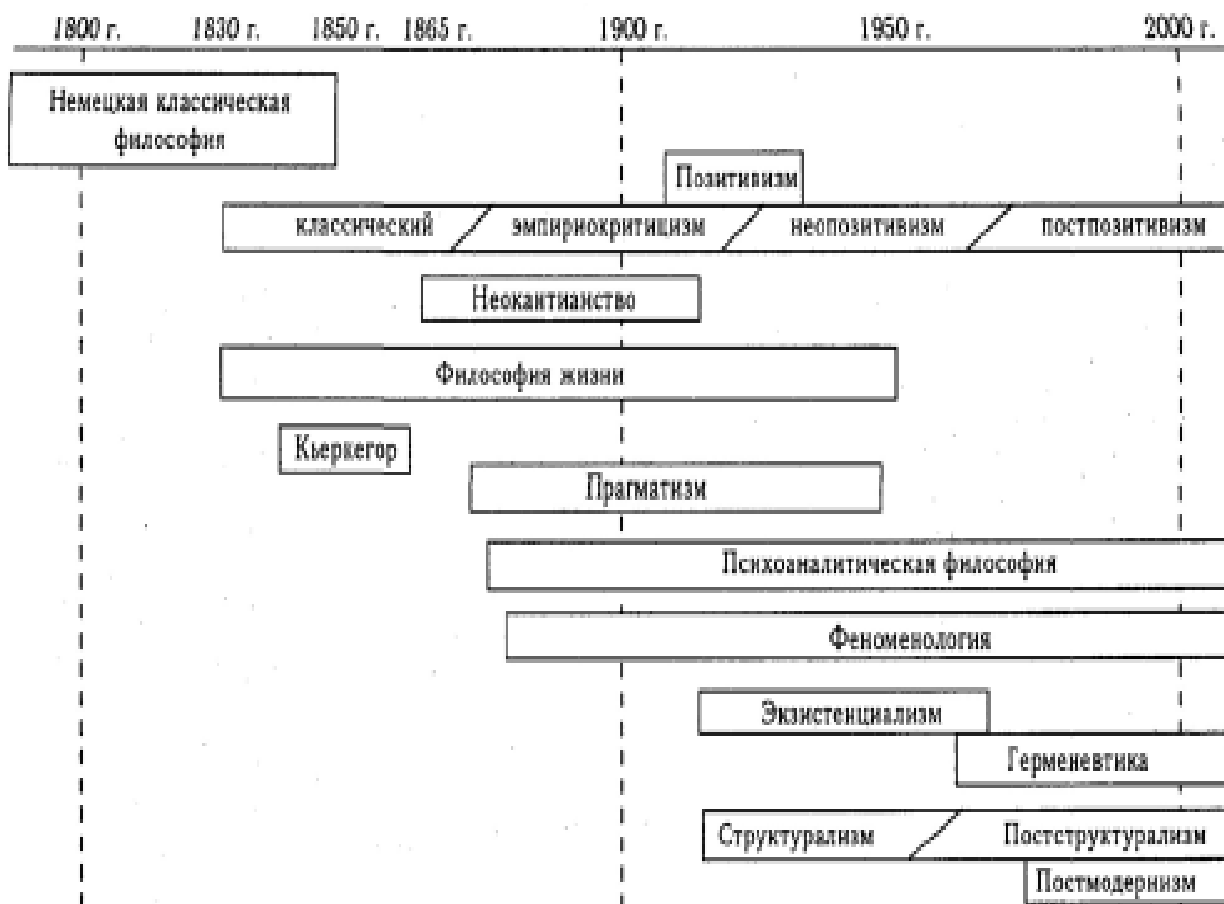 1800 г. 1830 г. 1850 г. 1865 г. 1900 г. 1950 г. 2000 г.
Немецкая классическая
философия
Позитивизм
классический эмпириокритицизм неопозитивизм постпозитивизм
Неокантианство
Философия жизни
Кьеркегор
Прагматизм
Психоаналитическая философия
Феноменология
Экзистенциализм
Герменевтика
Структурализм Постструктурализм
Постмодернизм